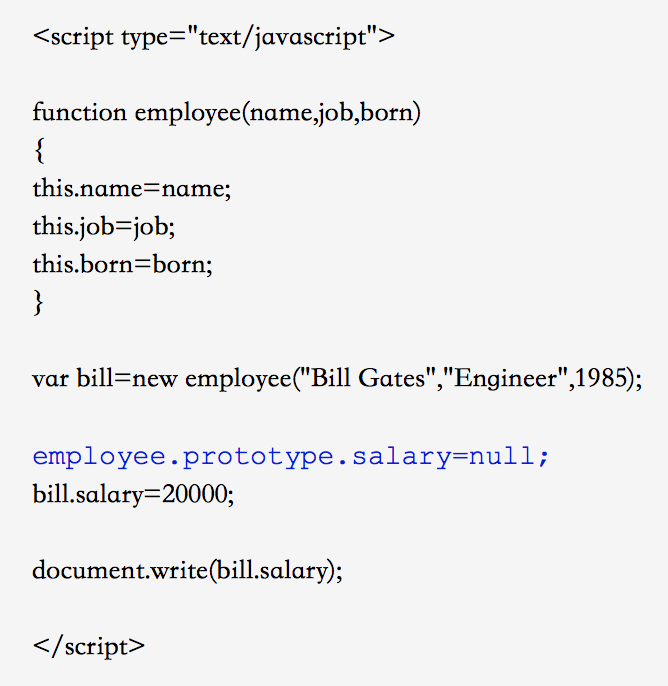 <script type="text/javascript">
function employee(name,job,born)
{
this.name=name;
this.job=job;
this.born=born;
}
var bill=new employee("Bill Gates","Engineer",1985);
employee.prototype.salary=null;
bill.salary=20000;
document.write(bill.salary);
</script>